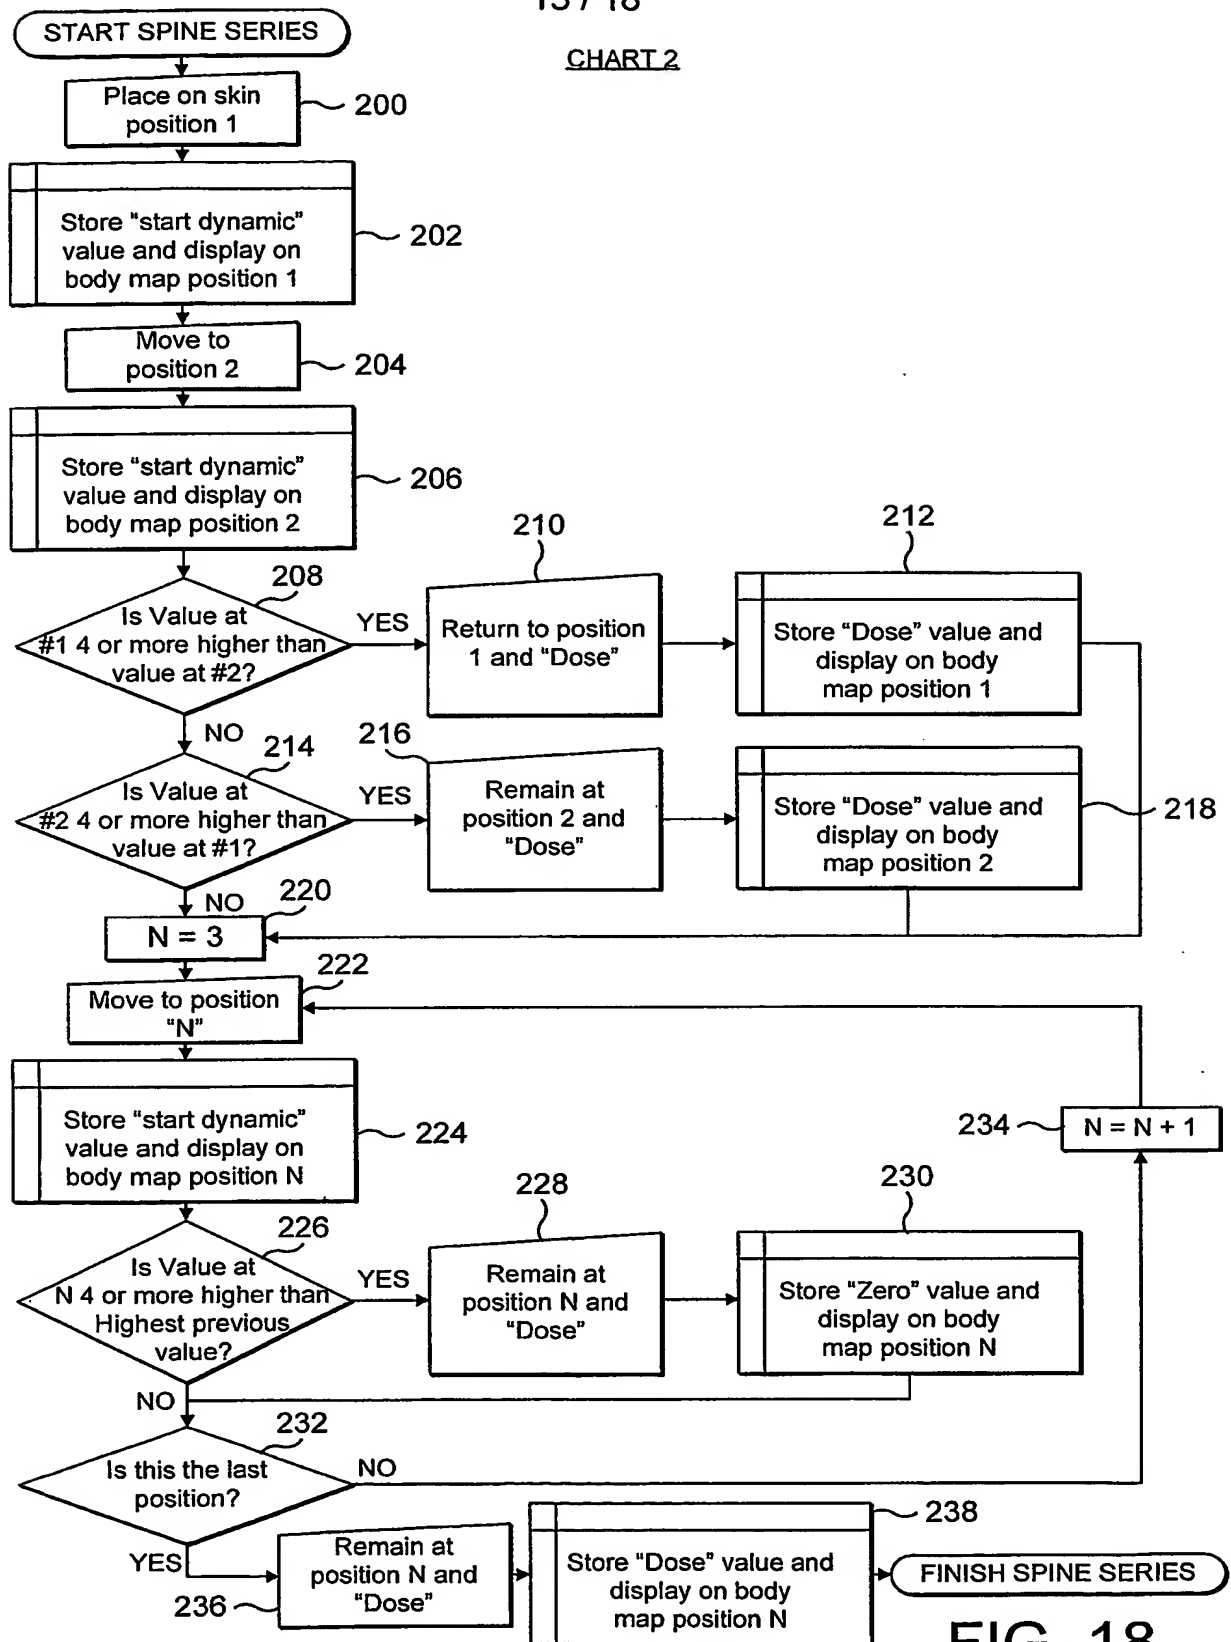 13 / 18
START SPINE SERIES
CHART 2
Place on skin
position 1
200
Store "start dynamic"
value and display on
body map position 1
202
Move to
position 2
204
Store "start dynamic"
value and display on
body map position 2
206
208
Is Value at
#1 4 or more higher than
value at #2?
YES
210
Return to position
1 and "Dose"
212
Store "Dose" value and
display on body
map position 1
NO
214
Is Value at
#2 4 or more higher than
value at #1?
YES
216
Remain at
position 2 and
"Dose"
Store "Dose" value and
display on body
map position 2
218
NO
220
N = 3
222
Move to position
"N"
Store "start dynamic"
value and display on
body map position N
224
234
N = N + 1
226
Is Value at
N 4 or more higher than
Highest previous
value?
YES
228
Remain at
position N and
"Dose"
230
Store "Zero" value and
display on body
map position N
NO
232
Is this the last
position?
NO
YES
Remain at
position N and
"Dose"
236
238
Store "Dose" value and
display on body
map position N
FINISH SPINE SERIES
FIG. 18